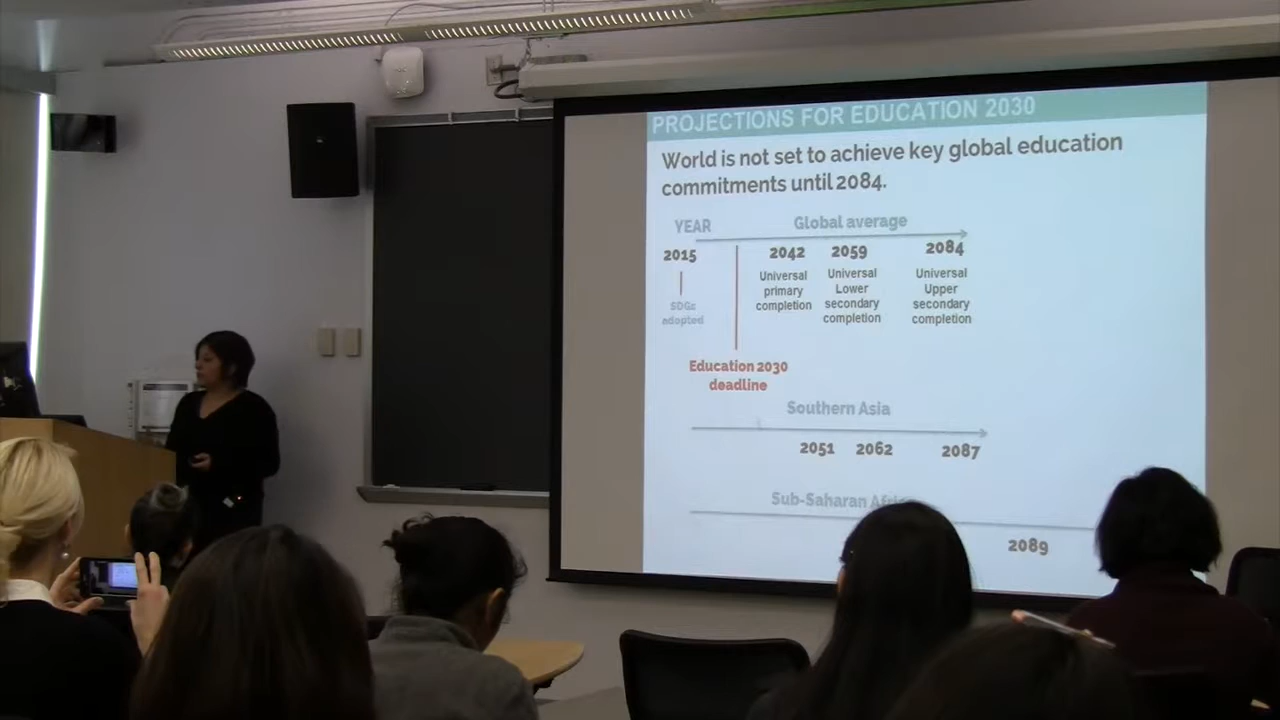 PROJECTIONS FOR EDUCATION 2030
World is not set to achieve key global education
commitments until 2084.
YEAR
Global average
2015
2042
2059
2084
SDGs
adopted
Universal
primary
completion
Universal
Lower
secondary
completion
Universal
Upper
secondary
completion
Education 2030
deadline
Southern Asia
2051
2062
2087
Sub-Saharan
2089